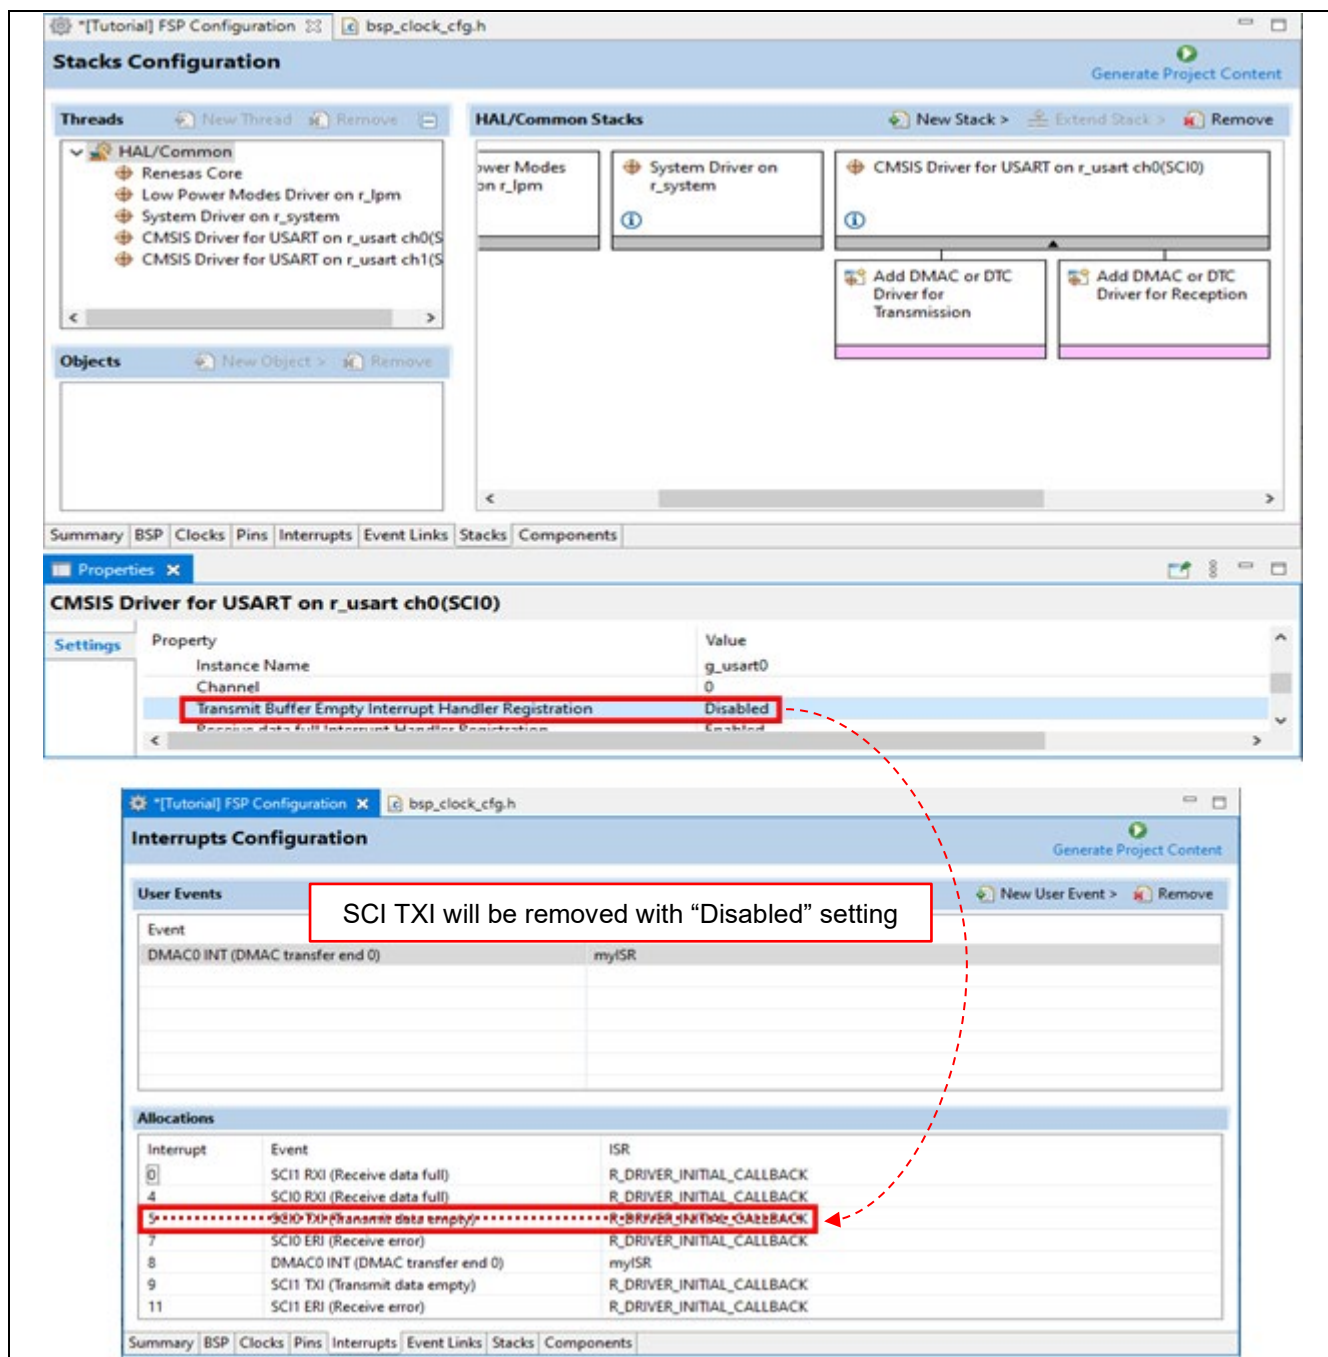 *[Tutorial] FSP Configuration bsp_clock_cfg.h
Stacks Configuration
Generate Project Content
Threads New Thread Remove
HAL/Common Stacks New Stack > Extend Stack > Remove
HAL/Common
Renesas Core
Low Power Modes Driver on r_lpm
System Driver on r_system
CMSIS Driver for USART on r_usart ch0(S
CMSIS Driver for USART on r_usart ch1(S
ower Modes
on r_lpm
System Driver on
r_system
CMSIS Driver for USART on r_usart ch0(SCI0)
Add DMAC or DTC
Driver for
Transmission
Add DMAC or DTC
Driver for Reception
Objects New Object > Remove
Summary BSP Clocks Pins Interrupts Event Links Stacks Components
Properties
CMSIS Driver for USART on r_usart ch0(SCI0)
Settings
Property Value
Instance Name g_usart0
Channel 0
Transmit Buffer Empty Interrupt Handler Registration Disabled
Receive data full Interrupt Handler Registration Enabled
*[Tutorial] FSP Configuration bsp_clock_cfg.h
Interrupts Configuration
Generate Project Content
User Events New User Event > Remove
SCI TXI will be removed with “Disabled” setting
Event
DMAC0 INT (DMAC transfer end 0) myISR
Allocations
Interrupt Event ISR
0 SCI1 RXI (Receive data full) R_DRIVER_INITIAL_CALLBACK
4 SCI0 RXI (Receive data full) R_DRIVER_INITIAL_CALLBACK
5 SCI0 TXI (Transmit data empty) R_DRIVER_INITIAL_CALLBACK
7 SCI0 ERI (Receive error) R_DRIVER_INITIAL_CALLBACK
8 DMAC0 INT (DMAC transfer end 0) myISR
9 SCI1 TXI (Transmit data empty) R_DRIVER_INITIAL_CALLBACK
11 SCI1 ERI (Receive error) R_DRIVER_INITIAL_CALLBACK
Summary BSP Clocks Pins Interrupts Event Links Stacks Components